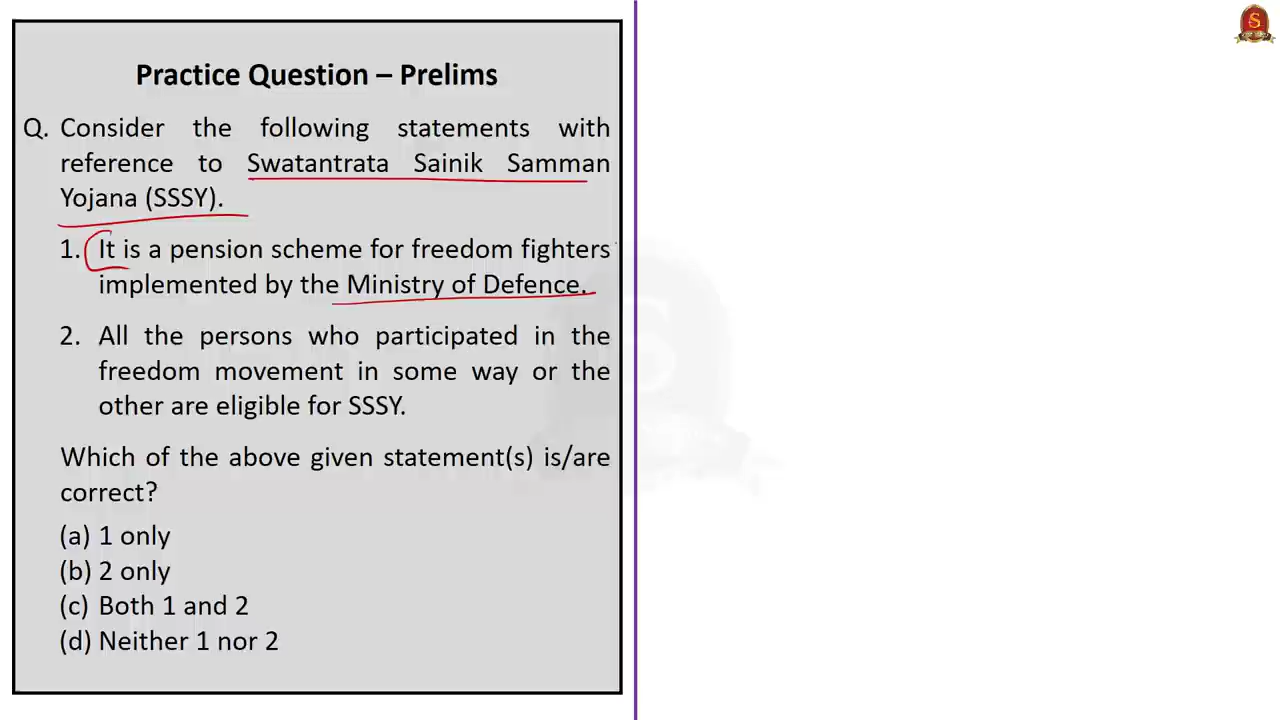 Practice Question – Prelims
Q. Consider the following statements with
reference to Swatantrata Sainik Samman
Yojana (SSSY).
1. It is a pension scheme for freedom fighters
implemented by the Ministry of Defence.
2. All the persons who participated in the
freedom movement in some way or the
other are eligible for SSSY.
Which of the above given statement(s) is/are
correct?
(a) 1 only
(b) 2 only
(c) Both 1 and 2
(d) Neither 1 nor 2
S